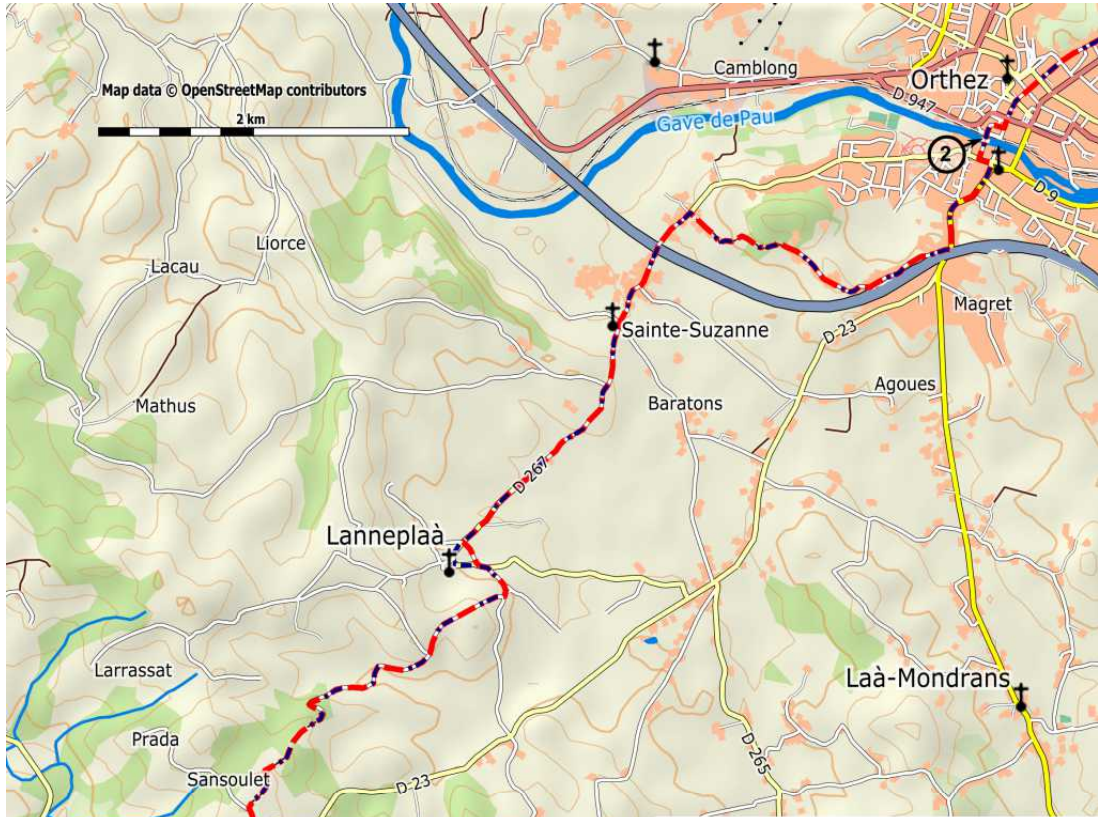 Camblong
Orthez
Map data © OpenStreetMap contributors
D 947
2 km
Gave de Pau
2
D 9
Liorce
Lacau
Magret
Sainte-Suzanne
D 23
Agoues
Mathus
Baratons
D 267
Lanneplaà
Larrassat
Laà-Mondrans
Prada
D 265
Sansoulet
D 23